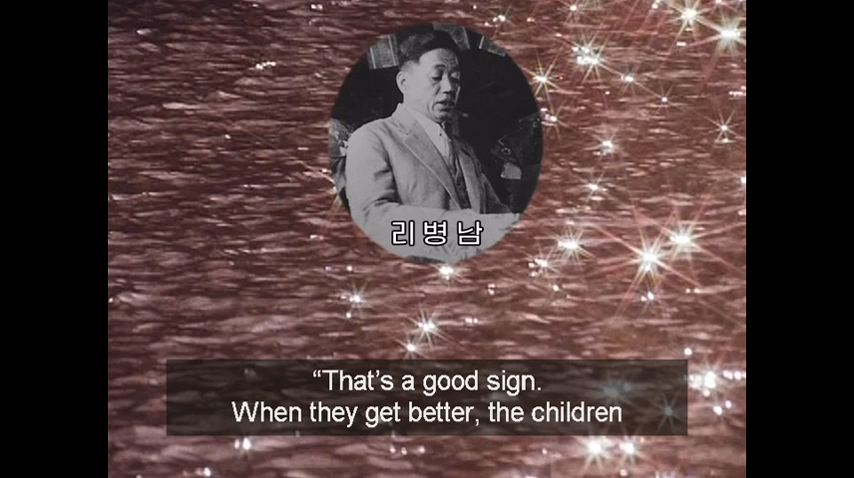 리병남
“That’s a good sign.
When they get better, the children